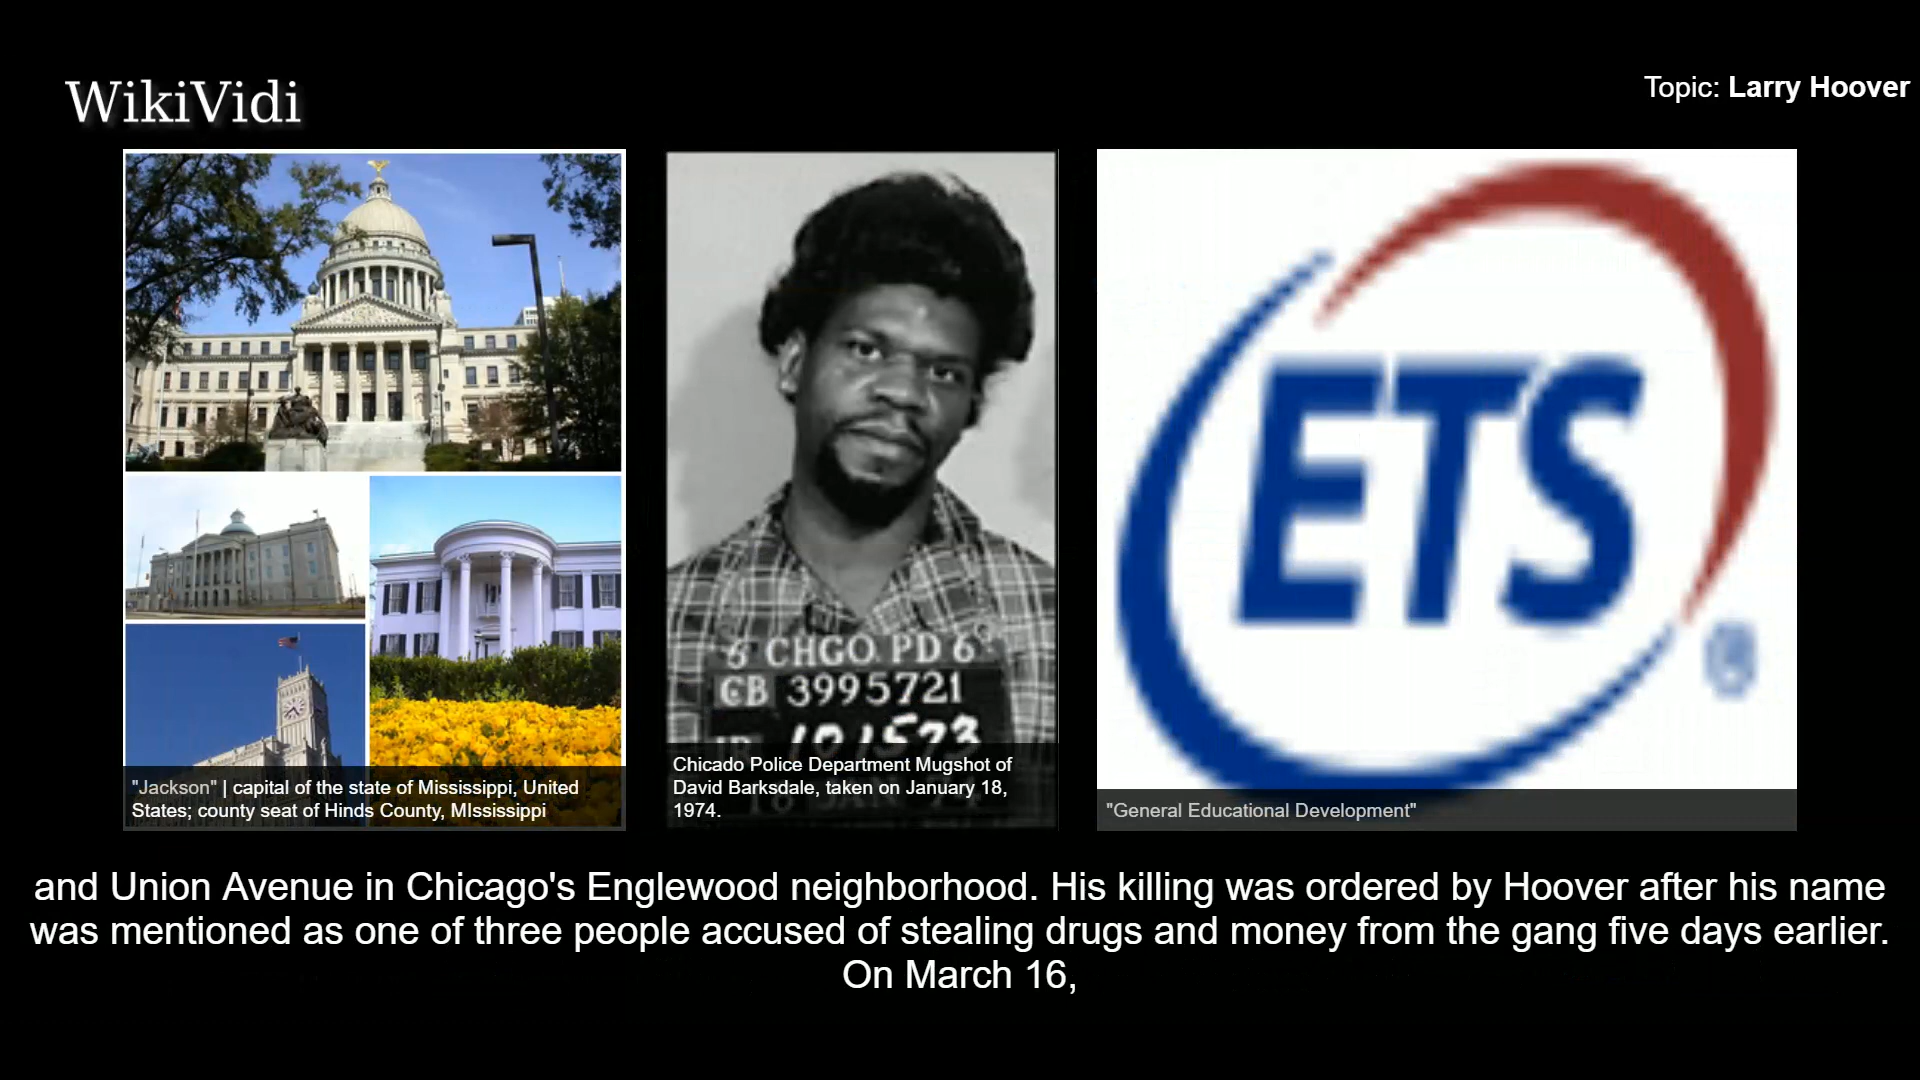 WikiVidi
Topic: Larry Hoover
"Jackson" | capital of the state of Mississippi, United
States; county seat of Hinds County, MIssissippi
6 CHGO. PD 6
CB 3995721
101573
Chicado Police Department Mugshot of
David Barksdale, taken on January 18,
1974.
ETS
®
"General Educational Development"
and Union Avenue in Chicago's Englewood neighborhood. His killing was ordered by Hoover after his name
was mentioned as one of three people accused of stealing drugs and money from the gang five days earlier.
On March 16,